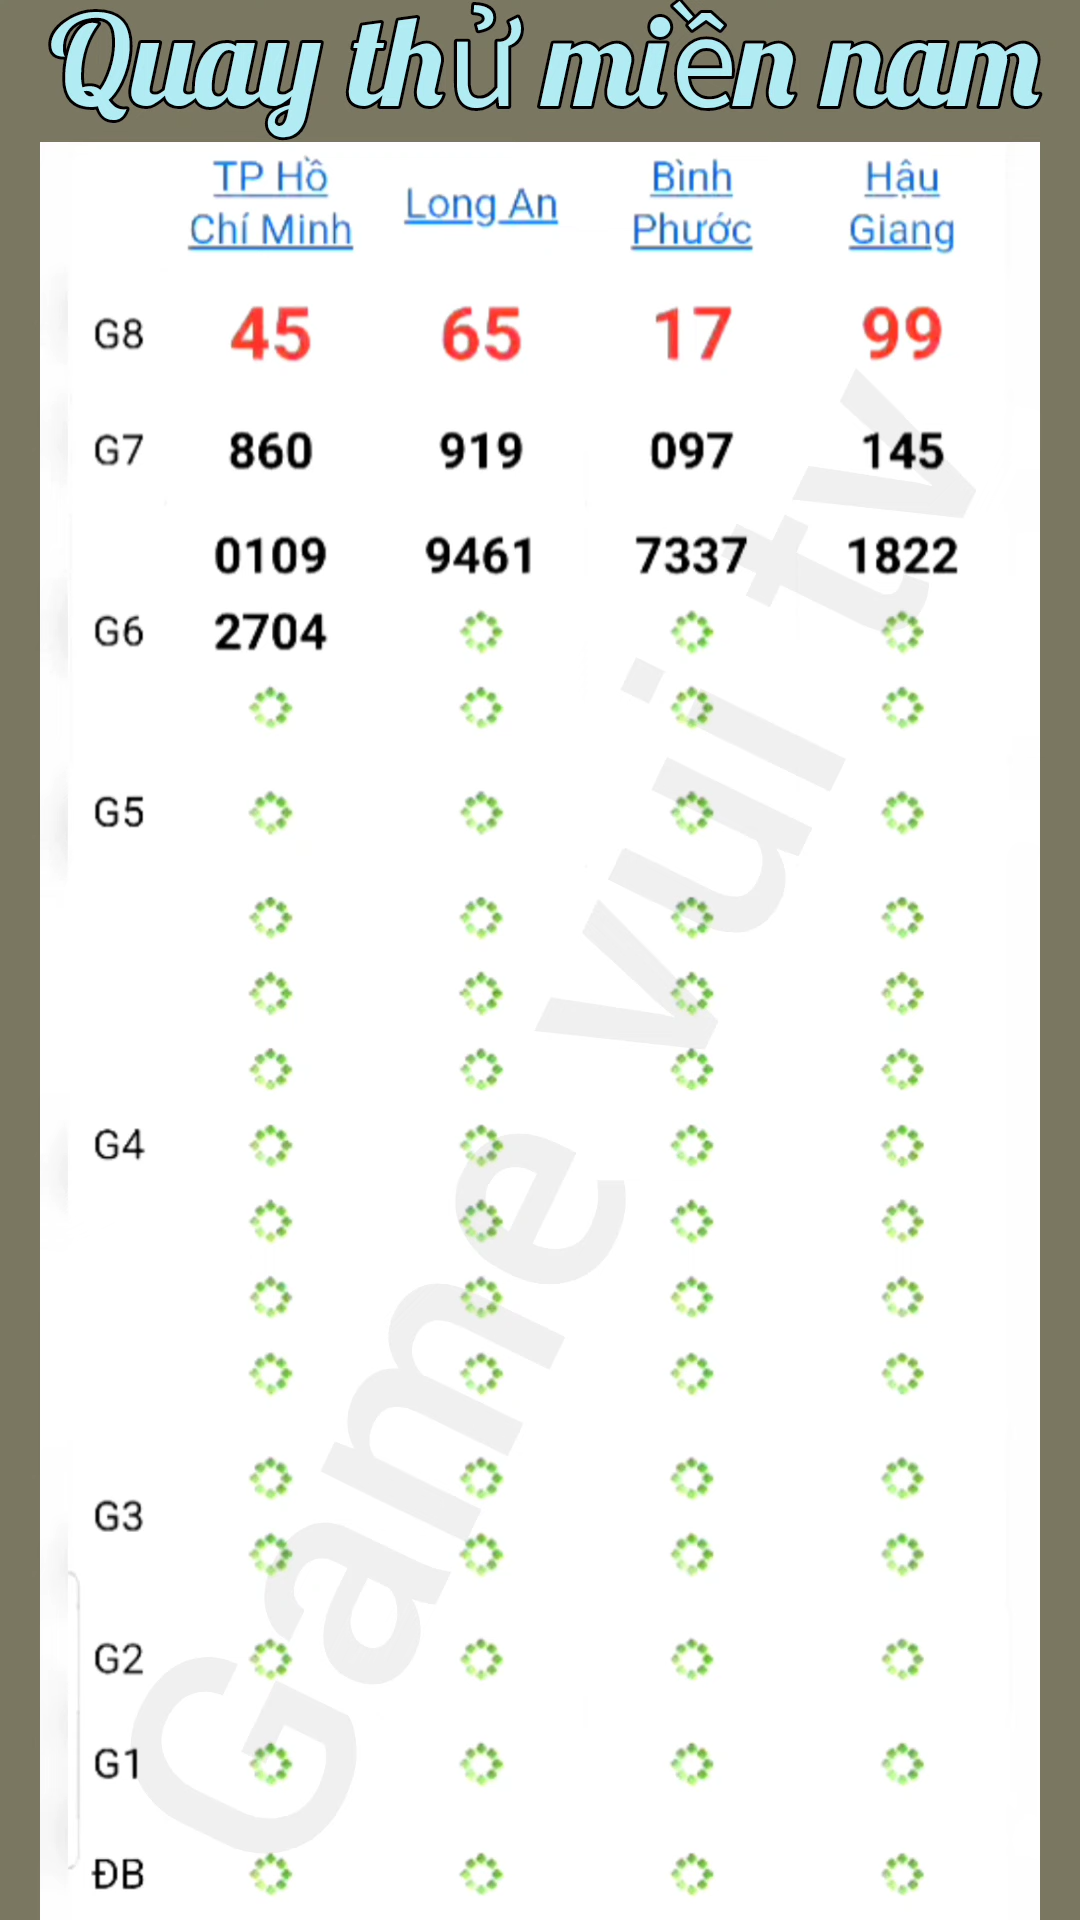 Quay thử miền nam
TP Hồ Chí Minh Long An Bình Phước Hậu Giang
G8 45 65 17 99
G7 860 919 097 145
0109 9461 7337 1822
G6 2704
G5
G4
G3
G2
G1
ĐB
Game vui tv